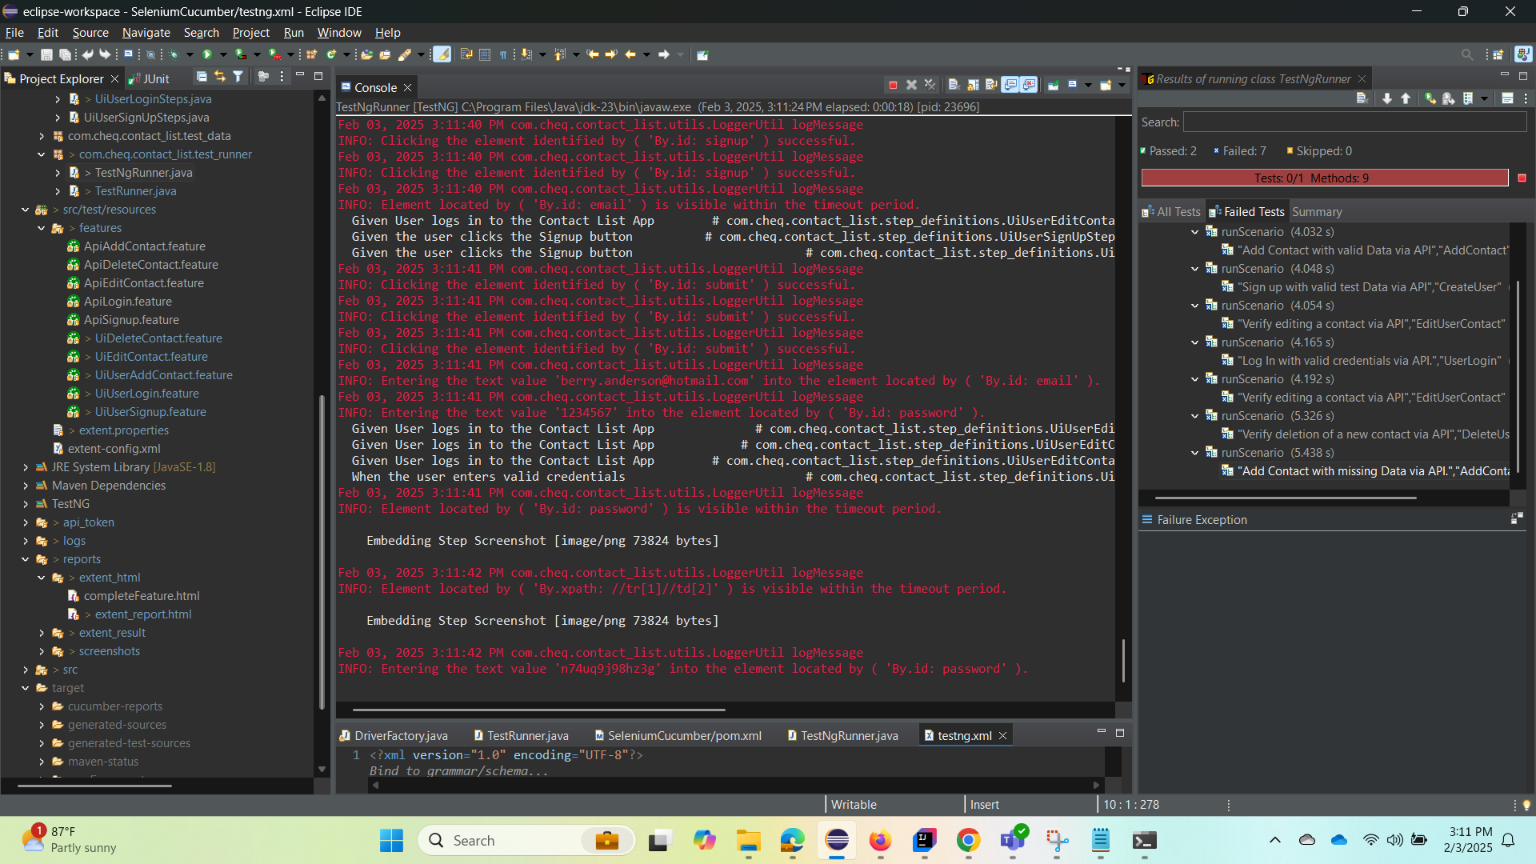 eclipse-workspace - SeleniumCucumber/testng.xml - Eclipse IDE
File Edit Source Navigate Search Project Run Window Help
Project Explorer
JUnit
> UiUserLoginSteps.java
UiUserSignUpSteps.java
com.cheq.contact_list.test_data
> com.cheq.contact_list.test_runner
> TestNgRunner.java
> TestRunner.java
> src/test/resources
> features
ApiAddContact.feature
ApiDeleteContact.feature
ApiEditContact.feature
ApiLogin.feature
ApiSignup.feature
> UiDeleteContact.feature
> UiEditContact.feature
> UiUserAddContact.feature
> UiUserLogin.feature
> UiUserSignup.feature
> extent.properties
extent-config.xml
JRE System Library [JavaSE-1.8]
Maven Dependencies
TestNG
> api_token
> logs
> reports
> extent_html
completeFeature.html
> extent_report.html
> extent_result
> screenshots
> src
target
cucumber-reports
generated-sources
generated-test-sources
maven-status
Console
TestNgRunner [TestNG] C:\Program Files\Java\jdk-23\bin\javaw.exe (Feb 3, 2025, 3:11:24 PM elapsed: 0:00:18) [pid: 23696]
Feb 03, 2025 3:11:40 PM com.cheq.contact_list.utils.LoggerUtil logMessage
INFO: Clicking the element identified by ( 'By.id: signup' ) successful.
Feb 03, 2025 3:11:40 PM com.cheq.contact_list.utils.LoggerUtil logMessage
INFO: Clicking the element identified by ( 'By.id: signup' ) successful.
Feb 03, 2025 3:11:40 PM com.cheq.contact_list.utils.LoggerUtil logMessage
INFO: Element located by ( 'By.id: email' ) is visible within the timeout period.
Given User logs in to the Contact List App # com.cheq.contact_list.step_definitions.UiUserEditConta
Given the user clicks the Signup button # com.cheq.contact_list.step_definitions.UiUserSignUpStep
Given the user clicks the Signup button # com.cheq.contact_list.step_definitions.Ui
Feb 03, 2025 3:11:41 PM com.cheq.contact_list.utils.LoggerUtil logMessage
INFO: Clicking the element identified by ( 'By.id: submit' ) successful.
Feb 03, 2025 3:11:41 PM com.cheq.contact_list.utils.LoggerUtil logMessage
INFO: Clicking the element identified by ( 'By.id: submit' ) successful.
Feb 03, 2025 3:11:41 PM com.cheq.contact_list.utils.LoggerUtil logMessage
INFO: Clicking the element identified by ( 'By.id: submit' ) successful.
Feb 03, 2025 3:11:41 PM com.cheq.contact_list.utils.LoggerUtil logMessage
INFO: Entering the text value 'berry.anderson@hotmail.com' into the element located by ( 'By.id: email' ).
Feb 03, 2025 3:11:41 PM com.cheq.contact_list.utils.LoggerUtil logMessage
INFO: Entering the text value '1234567' into the element located by ( 'By.id: password' ).
Given User logs in to the Contact List App # com.cheq.contact_list.step_definitions.UiUserEdi
Given User logs in to the Contact List App # com.cheq.contact_list.step_definitions.UiUserEditC
Given User logs in to the Contact List App # com.cheq.contact_list.step_definitions.UiUserEditConta
When the user enters valid credentials # com.cheq.contact_list.step_definitions.Ui
Feb 03, 2025 3:11:41 PM com.cheq.contact_list.utils.LoggerUtil logMessage
INFO: Element located by ( 'By.id: password' ) is visible within the timeout period.
Embedding Step Screenshot [image/png 73824 bytes]
Feb 03, 2025 3:11:42 PM com.cheq.contact_list.utils.LoggerUtil logMessage
INFO: Element located by ( 'By.xpath: //tr[1]//td[2]' ) is visible within the timeout period.
Embedding Step Screenshot [image/png 73824 bytes]
Feb 03, 2025 3:11:42 PM com.cheq.contact_list.utils.LoggerUtil logMessage
INFO: Entering the text value 'n74uq9j98hz3g' into the element located by ( 'By.id: password' ).
DriverFactory.java
TestRunner.java
SeleniumCucumber/pom.xml
TestNgRunner.java
testng.xml
1 <?xml version="1.0" encoding="UTF-8"?>
Bind to grammar/schema...
Results of running class TestNgRunner
Search:
Passed: 2 Failed: 7 Skipped: 0
Tests: 0/1 Methods: 9
All Tests Failed Tests Summary
runScenario (4.032 s)
"Add Contact with valid Data via API","AddContact"
runScenario (4.048 s)
"Sign up with valid test Data via API","CreateUser"
runScenario (4.054 s)
"Verify editing a contact via API","EditUserContact"
runScenario (4.165 s)
"Log In with valid credentials via API.","UserLogin"
runScenario (4.192 s)
"Verify editing a contact via API","EditUserContact"
runScenario (5.326 s)
"Verify deletion of a new contact via API","DeleteUs
runScenario (5.438 s)
"Add Contact with missing Data via API.","AddConta
Failure Exception
Writable Insert 10 : 1 : 278
1
87°F
Partly sunny
Search
3:11 PM
2/3/2025